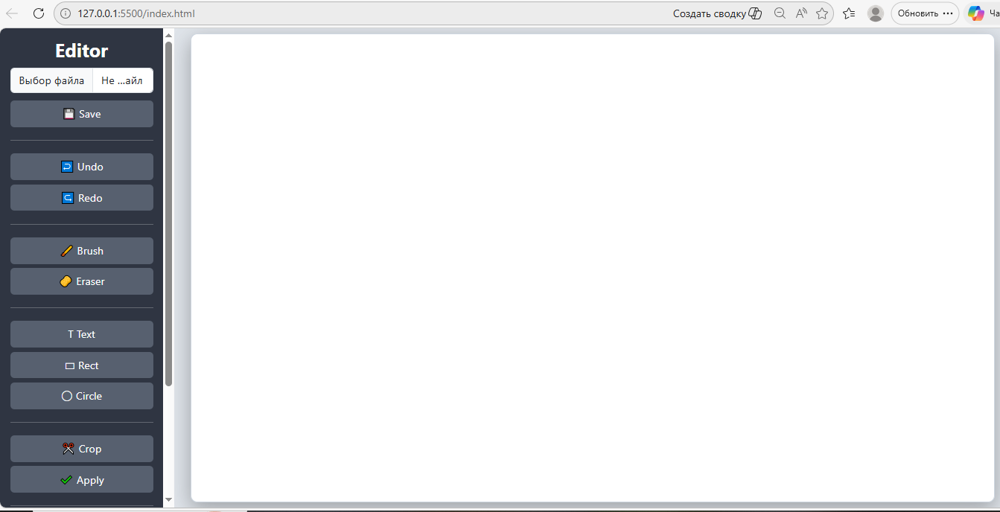 127.0.0.1:5500/index.html
Создать сводку
Обновить
Ча
Editor
Выбор файла Не ...айл
Save
Undo
Redo
Brush
Eraser
T Text
Rect
Circle
Crop
Apply